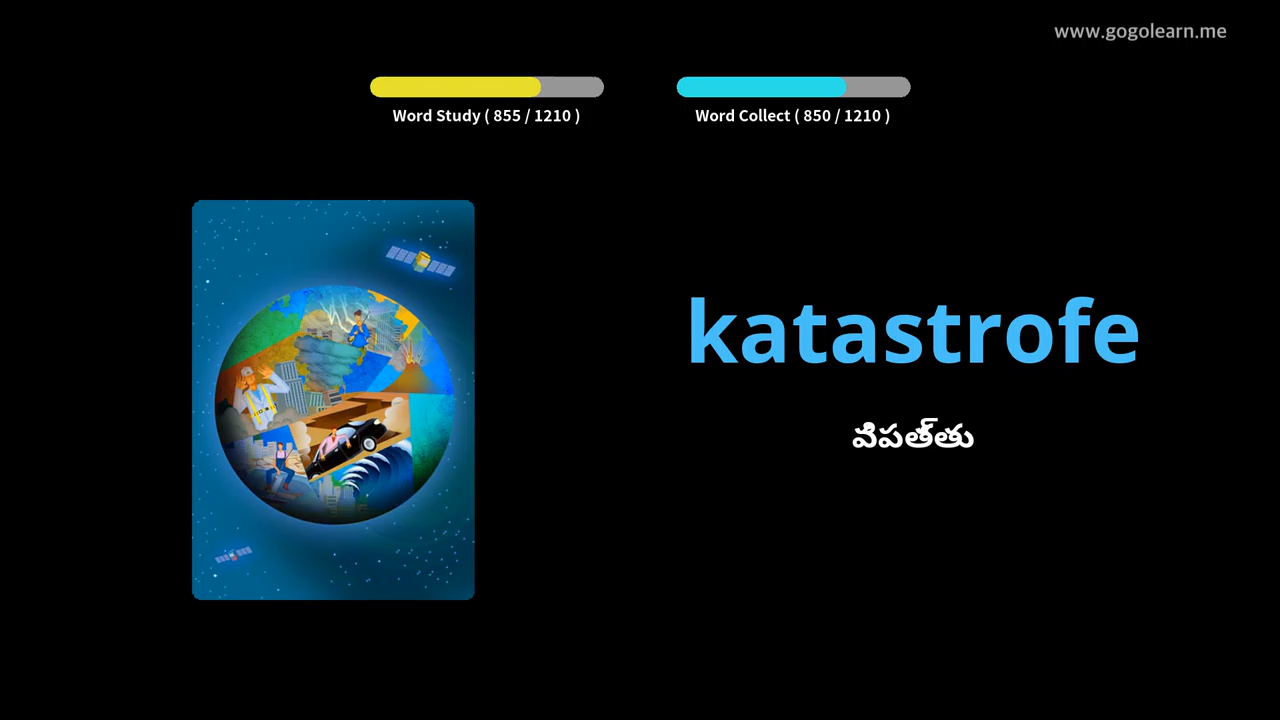 www.gogolearn.me
Word Study ( 855 / 1210 )
Word Collect ( 850 / 1210 )
katastrofe
విపత్తు